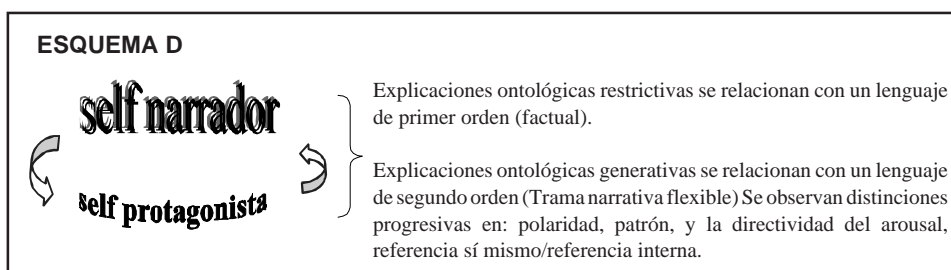 ESQUEMA D
self narrador
self protagonista
Explicaciones ontológicas restrictivas se relacionan con un lenguaje
de primer orden (factual).
Explicaciones ontológicas generativas se relacionan con un lenguaje
de segundo orden (Trama narrativa flexible) Se observan distinciones
progresivas en: polaridad, patrón, y la directividad del arousal,
referencia sí mismo/referencia interna.